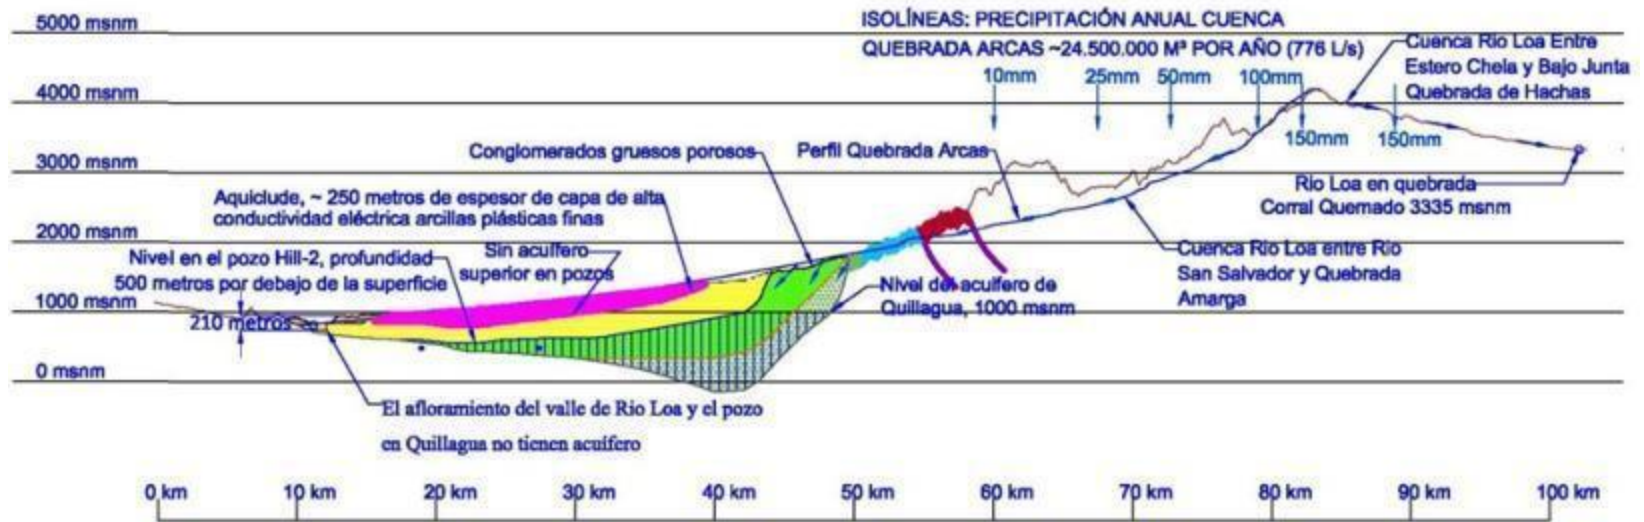 5000 msnm
ISOLÍNEAS: PRECIPITACIÓN ANUAL CUENCA
QUEBRADA ARCAS ~24.500.000 M³ POR AÑO (776 L/s)
Cuenca Rio Loa Entre
Estero Chela y Bajo Junta
Quebrada de Hachas
10mm
25mm
50mm
100mm
4000 msnm
150mm
150mm
Conglomerados gruesos porosos
Perfil Quebrada Arcas
3000 msnm
Rio Loa en quebrada
Corral Quemado 3335 msnm
Aquiclude, ~ 250 metros de espesor de capa de alta
conductividad eléctrica arcillas plásticas finas
2000 msnm
Nivel en el pozo Hill-2, profundidad
500 metros por debajo de la superficie
Sin acuífero
superior en pozos
Cuenca Rio Loa entre Rio
San Salvador y Quebrada
Amarga
Nivel del acuifero de
Quillagua, 1000 msnm
1000 msnm
210 metros
0 msnm
El afloramiento del valle de Rio Loa y el pozo
en Quillagua no tienen acuífero
0 km
10 km
20 km
30 km
40 km
50 km
60 km
70 km
80 km
90 km
100 km